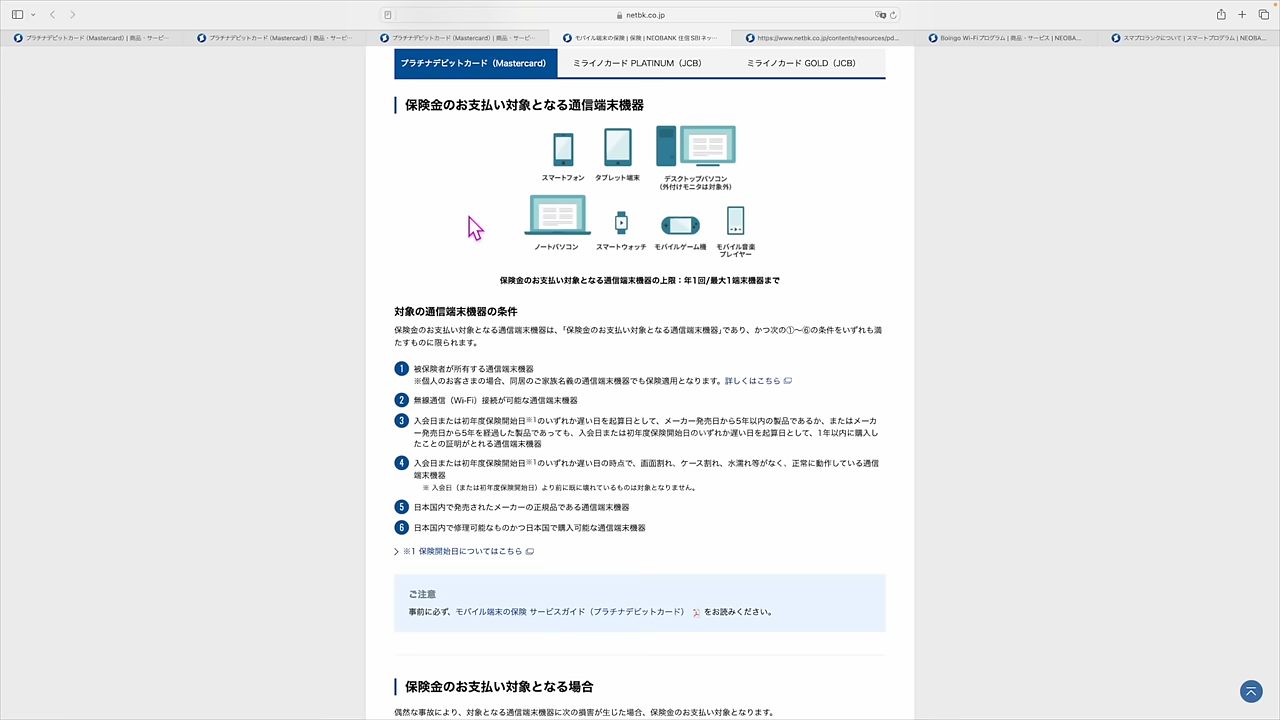 netbk.co.jp
プラチナデビットカード（Mastercard）| 商品・サービ…
プラチナデビットカード（Mastercard）| 商品・サービ…
プラチナデビットカード（Mastercard）| 商品・サービ…
モバイル端末の保険 | 保険 | NEOBANK 住信SBIネッ…
https://www.netbk.co.jp/contents/resources/pd…
Boingo Wi-Fiプログラム | 商品・サービス | NEOBA…
スマプロランクについて | スマートプログラム | NEOBA…
プラチナデビットカード（Mastercard）
ミライノカード PLATINUM（JCB）
ミライノカード GOLD（JCB）
保険金のお支払い対象となる通信端末機器
スマートフォン
タブレット端末
デスクトップパソコン
（外付けモニタは対象外）
ノートパソコン
スマートウォッチ
モバイルゲーム機
モバイル音楽
プレイヤー
保険金のお支払い対象となる通信端末機器の上限：年1回/最大1端末機器まで
対象の通信端末機器の条件
保険金のお支払い対象となる通信端末機器は、「保険金のお支払い対象となる通信端末機器」であり、かつ次の①〜⑥の条件をいずれも満
たすものに限られます。
1 被保険者が所有する通信端末機器
※個人のお客さまの場合、同居のご家族名義の通信端末機器でも保険適用となります。詳しくはこちら
2 無線通信（Wi-Fi）接続が可能な通信端末機器
3 入会日または初年度保険開始日※1のいずれか遅い日を起算日として、メーカー発売日から5年以内の製品であるか、またはメーカ
ー発売日から5年を経過した製品であっても、入会日または初年度保険開始日のいずれか遅い日を起算日として、1年以内に購入し
たことの証明がとれる通信端末機器
4 入会日または初年度保険開始日※1のいずれか遅い日の時点で、画面割れ、ケース割れ、水濡れ等がなく、正常に動作している通信
端末機器
※ 入会日（または初年度保険開始日）より前に既に壊れているものは対象となりません。
5 日本国内で発売されたメーカーの正規品である通信端末機器
6 日本国内で修理可能なものかつ日本国で購入可能な通信端末機器
※1 保険開始日についてはこちら
ご注意
事前に必ず、モバイル端末の保険 サービスガイド（プラチナデビットカード） をお読みください。
保険金のお支払い対象となる場合
偶然な事故により、対象となる通信端末機器に次の損害が生じた場合、保険金のお支払い対象となります。